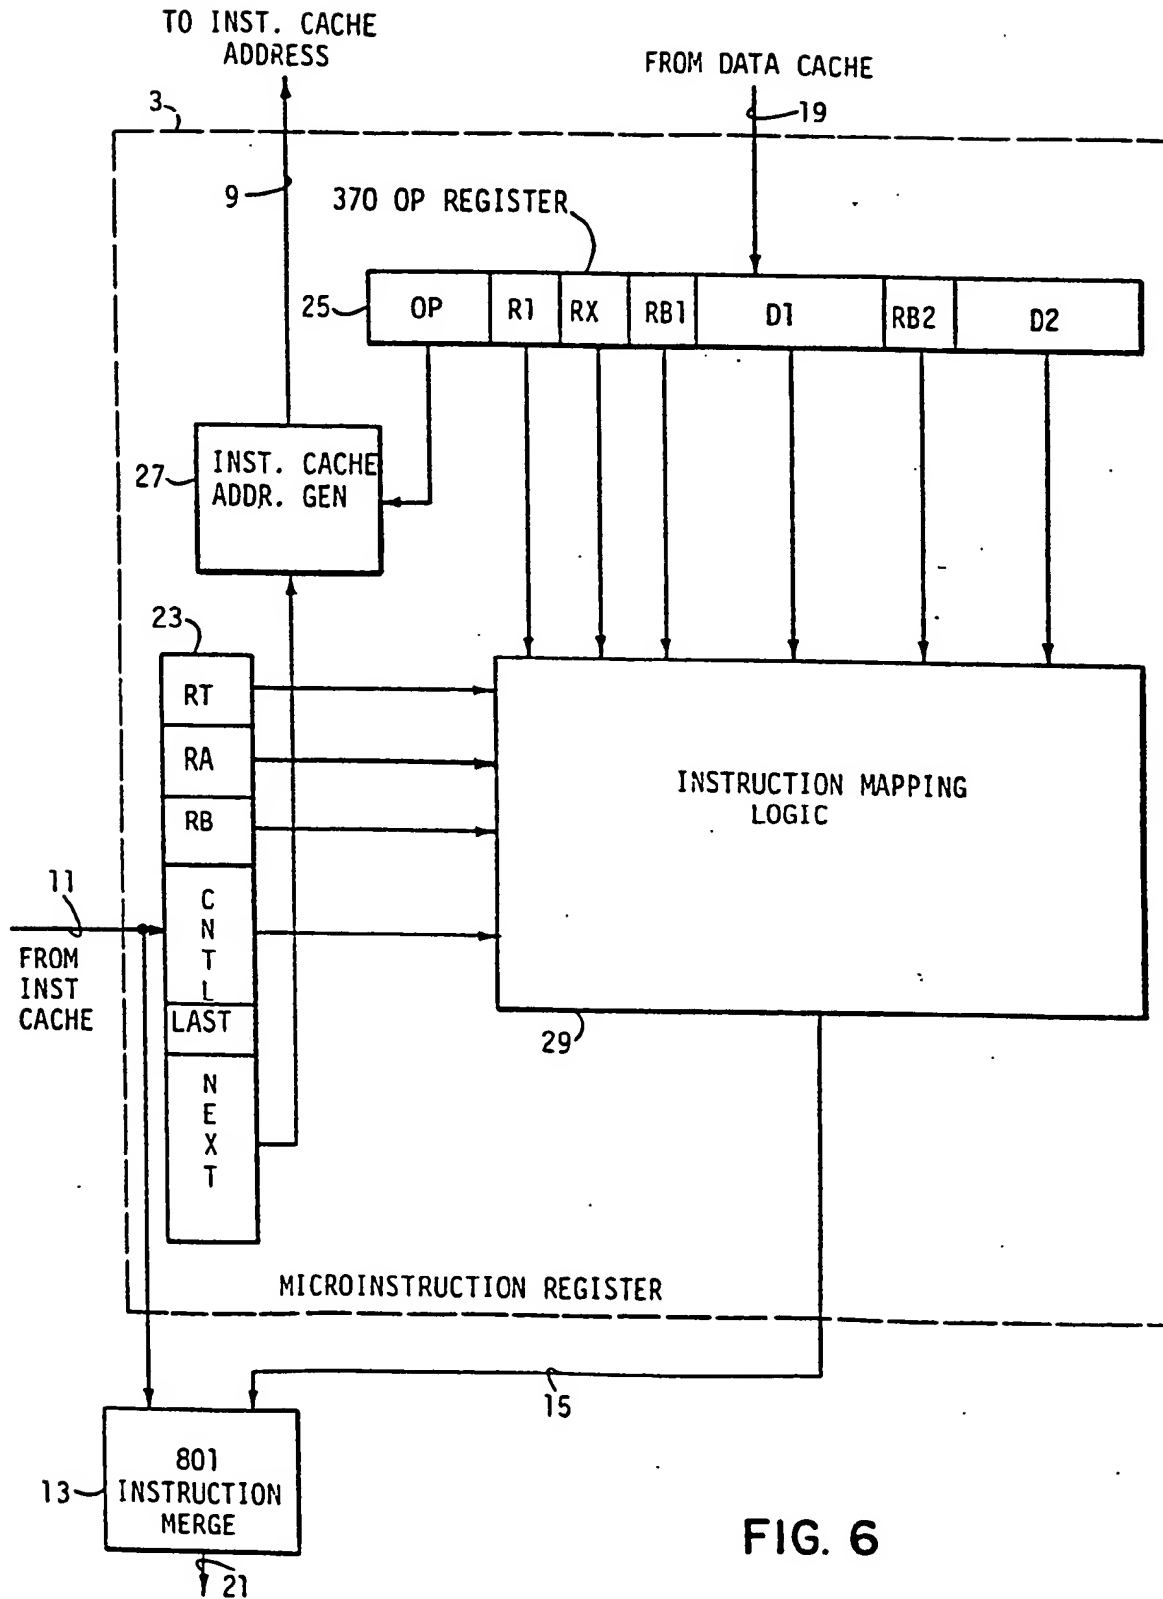 TO INST. CACHE
ADDRESS
FROM DATA CACHE
3
19
9
370 OP REGISTER
25
OP
R1
RX
RB1
D1
RB2
D2
27
INST. CACHE
ADDR. GEN
23
RT
RA
RB
CNTL
LAST
NEXT
11
FROM
INST
CACHE
INSTRUCTION MAPPING
LOGIC
29
MICROINSTRUCTION REGISTER
15
13
801
INSTRUCTION
MERGE
21
FIG. 6